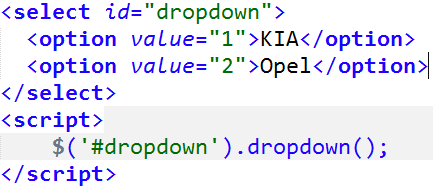 <select id="dropdown">
  <option value="1">KIA</option>
  <option value="2">Opel</option>
</select>
<script>
    $('#dropdown').dropdown();
</script>